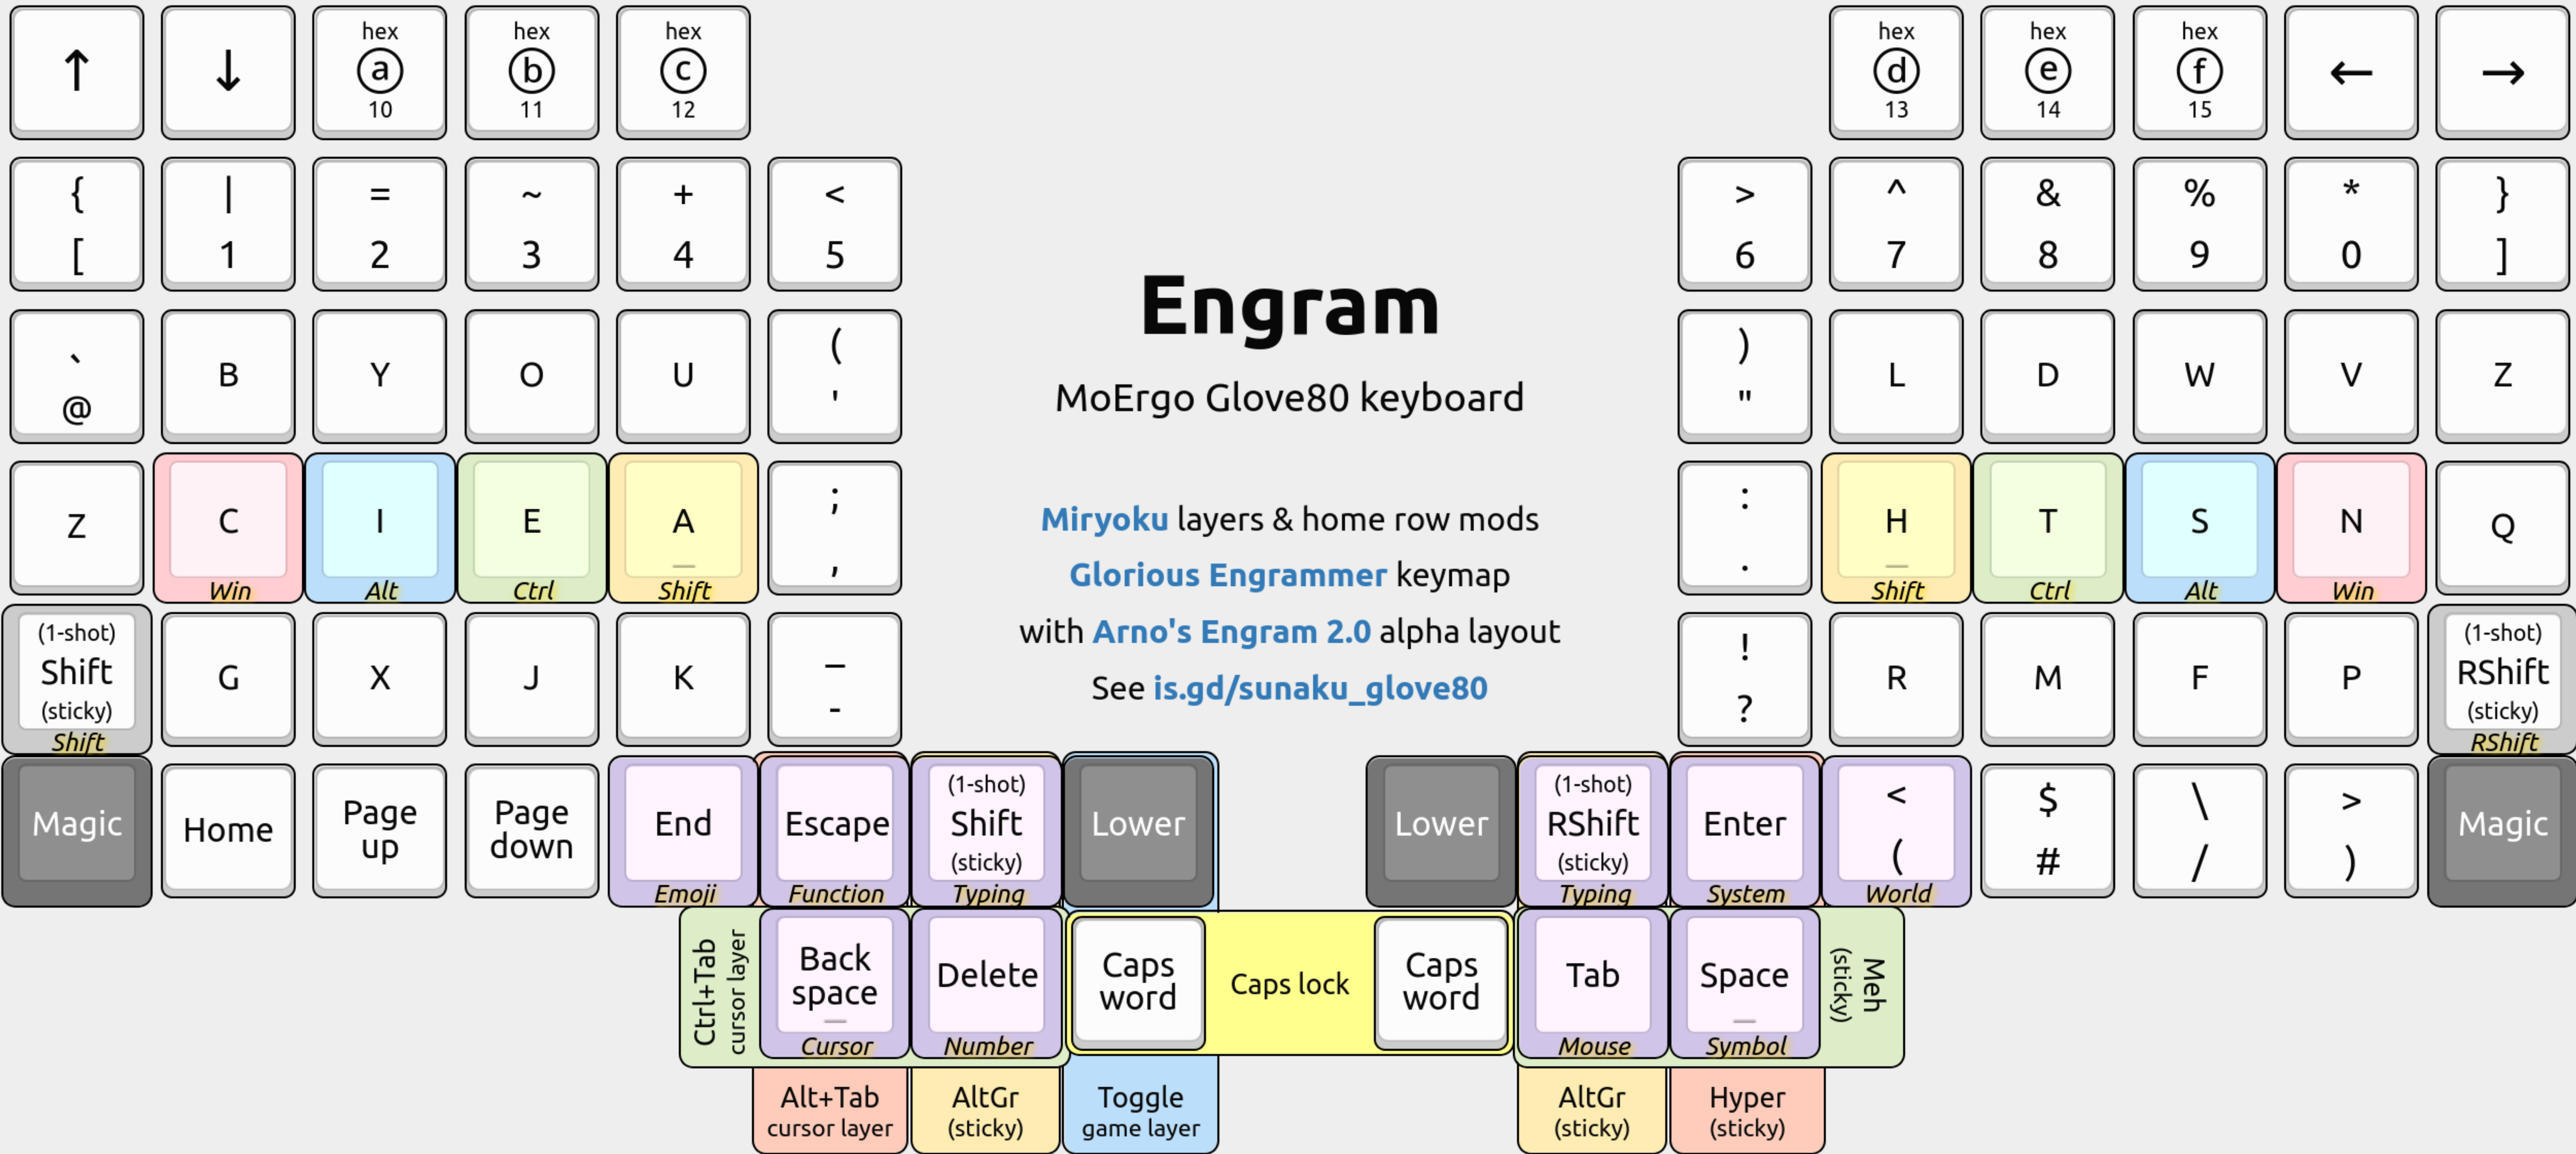 ↑ ↓ hex hex hex hex hex hex ← →
ⓐ ⓑ ⓒ ⓓ ⓔ ⓕ
10 11 12 13 14 15
{ | = ~ + < > ^ & % * }
[ 1 2 3 4 5 6 7 8 9 0 ]
Engram
` ( )
B Y O U L D W V Z
@ ' "
MoErgo Glove80 keyboard
; :
Z C I E A H T S N Q
_ , . _
Win Alt Ctrl Shift Shift Ctrl Alt Win
Miryoku layers & home row mods
Glorious Engrammer keymap
with Arno's Engram 2.0 alpha layout
See is.gd/sunaku_glove80
(1-shot) _ ! (1-shot)
Shift G X J K R M F P RShift
(sticky) - ? (sticky)
Shift RShift
(1-shot) (1-shot) < $ \ >
Magic Home Page up Page down End Escape Shift Lower Lower RShift Enter Magic
(sticky) (sticky) ( # / )
Emoji Function Typing Typing System World
Ctrl+Tab
cursor layer
Back
space
_
Delete
Caps
word
Caps lock
Caps
word
Tab
Space
_
Meh
(sticky)
Cursor Number Mouse Symbol
Alt+Tab AltGr Toggle AltGr Hyper
cursor layer (sticky) game layer (sticky) (sticky)